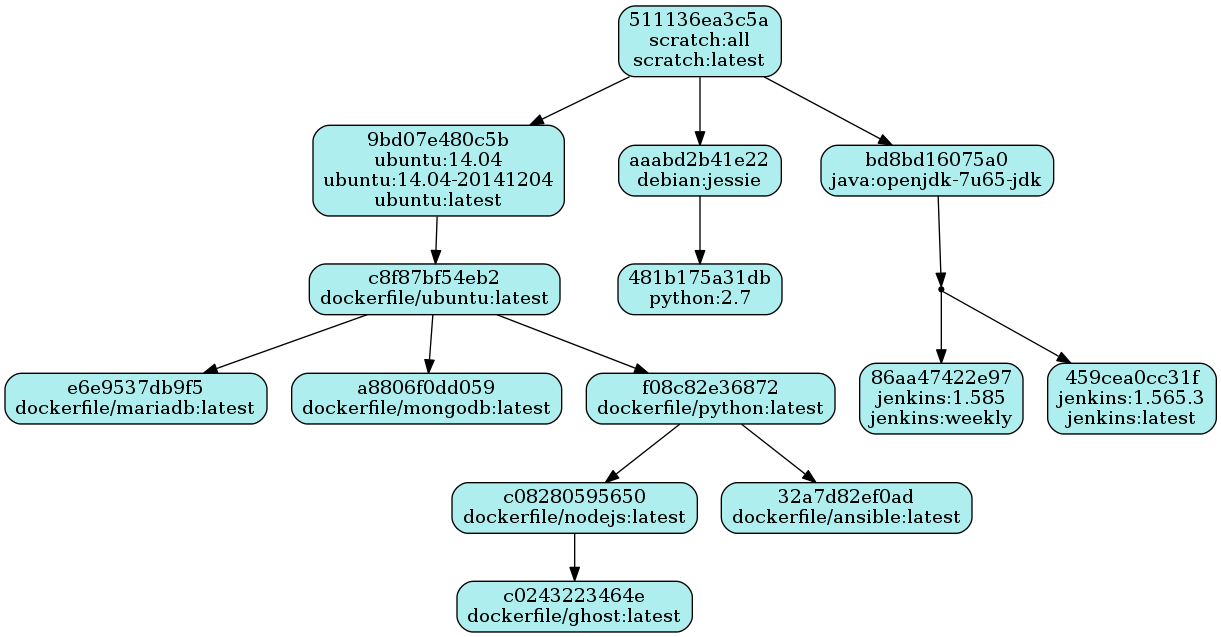 511136ea3c5a
scratch:all
scratch:latest
9bd07e480c5b
ubuntu:14.04
ubuntu:14.04-20141204
ubuntu:latest
aaabd2b41e22
debian:jessie
bd8bd16075a0
java:openjdk-7u65-jdk
c8f87bf54eb2
dockerfile/ubuntu:latest
481b175a31db
python:2.7
e6e9537db9f5
dockerfile/mariadb:latest
a8806f0dd059
dockerfile/mongodb:latest
f08c82e36872
dockerfile/python:latest
86aa47422e97
jenkins:1.585
jenkins:weekly
459cea0cc31f
jenkins:1.565.3
jenkins:latest
c08280595650
dockerfile/nodejs:latest
32a7d82ef0ad
dockerfile/ansible:latest
c0243223464e
dockerfile/ghost:latest